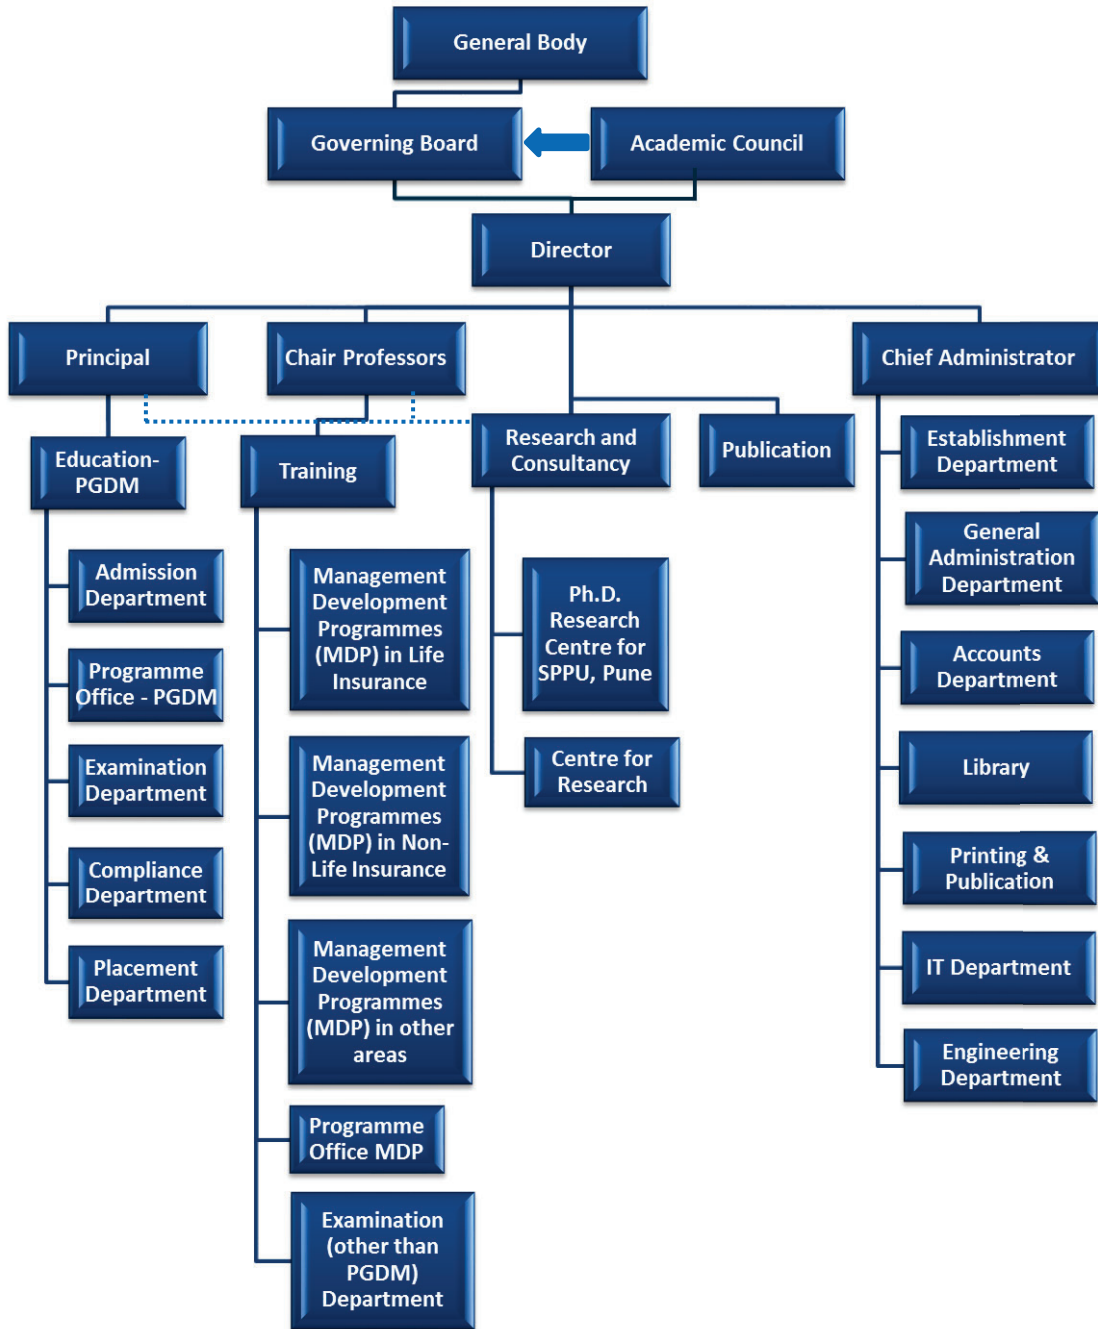 General Body
Governing Board
Academic Council
Director
Principal
Chair Professors
Chief Administrator
Education-
PGDM
Training
Research and
Consultancy
Publication
Admission
Department
Programme
Office - PGDM
Examination
Department
Compliance
Department
Placement
Department
Management
Development
Programmes
(MDP) in Life
Insurance
Management
Development
Programmes
(MDP) in Non-
Life Insurance
Management
Development
Programmes
(MDP) in other
areas
Programme
Office MDP
Examination
(other than
PGDM)
Department
Ph.D.
Research
Centre for
SPPU, Pune
Centre for
Research
Establishment
Department
General
Administration
Department
Accounts
Department
Library
Printing &
Publication
IT Department
Engineering
Department